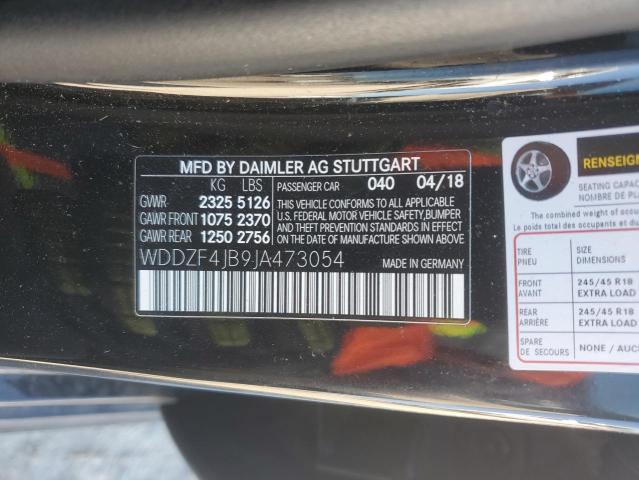 MFD BY DAIMLER AG STUTTGART
KG LBS
GVWR 2325 5126
GAWR FRONT 1075 2370
GAWR REAR 1250 2756
PASSENGER CAR 040 04/18
THIS VEHICLE CONFORMS TO ALL APPLICABLE
U.S. FEDERAL MOTOR VEHICLE SAFETY, BUMPER
AND THEFT PREVENTION STANDARDS IN EFFECT
ON THE DATE OF MANUFACTURE SHOWN ABOVE.
WDDZF4JB9JA473054
MADE IN GERMANY
RENSEIGN
SEATING CAPAC
NOMBRE DE PL
The combined weight of occup
Le poids total des occupants et du
TIRE SIZE
PNEU DIMENSIONS
FRONT 245/45 R18
AVANT EXTRA LOAD
REAR 245/45 R18
ARRIÈRE EXTRA LOAD
SPARE
DE SECOURS NONE / AUC